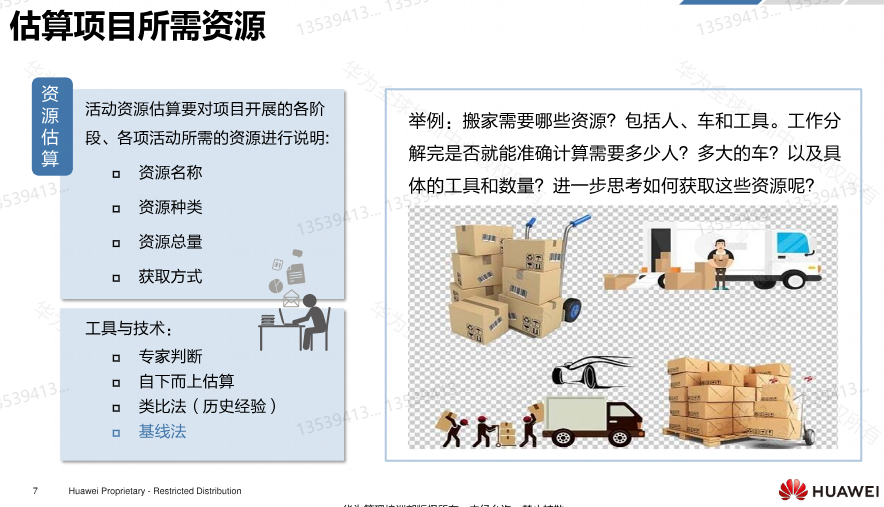 估算项目所需资源
资源估算
活动资源估算要对项目开展的各阶
段、各项活动所需的资源进行说明:
资源名称
资源种类
资源总量
获取方式
工具与技术：
专家判断
自下而上估算
类比法（历史经验）
基线法
举例：搬家需要哪些资源？包括人、车和工具。工作分
解完是否就能准确计算需要多少人？多大的车？以及具
体的工具和数量？进一步思考如何获取这些资源呢？
7
Huawei Proprietary - Restricted Distribution
HUAWEI